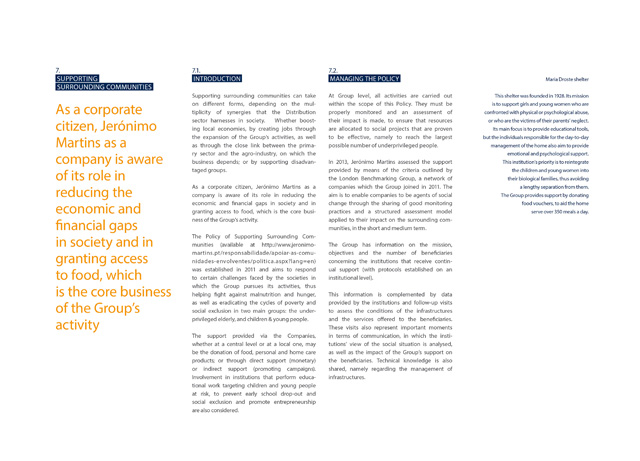 7.
SUPPORTING
SURROUNDING COMMUNITIES
As a corporate
citizen, Jerónimo
Martins as a
company is aware
of its role in
reducing the
economic and
financial gaps
in society and in
granting access
to food, which
is the core business
of the Group's
activity
7.1.
INTRODUCTION
Supporting surrounding communities can take
on different forms, depending on the mul-
tiplicity of synergies that the Distribution
sector harnesses in society. Whether boost-
ing local economies, by creating jobs through
the expansion of the Group's activities, as well
as through the close link between the prima-
ry sector and the agro-industry, on which the
business depends; or by supporting disadvan-
taged groups.
As a corporate citizen, Jerónimo Martins as a
company is aware of its role in reducing the
economic and financial gaps in society and in
granting access to food, which is the core busi-
ness of the Group's activity.
The Policy of Supporting Surrounding Com-
munities (available at http://www.jeronimo-
martins.pt/responsabilidade/apoiar-as-comu-
nidades-envolventes/politica.aspx?lang=en)
was established in 2011 and aims to respond
to certain challenges faced by the societies in
which the Group pursues its activities, thus
helping fight against malnutrition and hunger,
as well as eradicating the cycles of poverty and
social exclusion in two main groups: the under-
privileged elderly, and children & young people.
The support provided via the Companies,
whether at a central level or at a local one, may
be the donation of food, personal and home care
products; or through direct support (monetary)
or indirect support (promoting campaigns).
Involvement in institutions that perform educa-
tional work targeting children and young people
at risk, to prevent early school drop-out and
social exclusion and promote entrepreneurship
are also considered.
7.2.
MANAGING THE POLICY
At Group level, all activities are carried out
within the scope of this Policy. They must be
properly monitored and an assessment of
their impact is made, to ensure that resources
are allocated to social projects that are proven
to be effective, namely to reach the largest
possible number of underprivileged people.
In 2013, Jerónimo Martins assessed the support
provided by means of the criteria outlined by
the London Benchmarking Group, a network of
companies which the Group joined in 2011. The
aim is to enable companies to be agents of social
change through the sharing of good monitoring
practices and a structured assessment model
applied to their impact on the surrounding com-
munities, in the short and medium term.
The Group has information on the mission,
objectives and the number of beneficiaries
concerning the institutions that receive contin-
ual support (with protocols established on an
institutional level).
This information is complemented by data
provided by the institutions and follow-up visits
to assess the conditions of the infrastructures
and the services offered to the Beneficiaries.
These visits also represent important moments
in terms of communication. In which the insti-
tutions' view of the social situation is analysed,
as well as the impact of the Group's support on
the beneficiaries. Technical knowledge is also
shared, namely regarding the management of
infrastructures.
Maria Droste shelter
This shelter was founded in 1928. Its mission
is to support girls and young women who are
confronted with physical or psychological abuse,
or who are the victims of their parents' neglect.
Its main focus is to provide educational tools,
but the individuals responsible for the day-to-day
management of the home also aim to provide
emotional and psychological support.
This institution's priority is to reintegrate
the children and young women into
their biological families, thus avoiding
a lengthy separation from them.
The Group provides support by donating
food vouchers, to aid the home
serve over 590 meals a day.